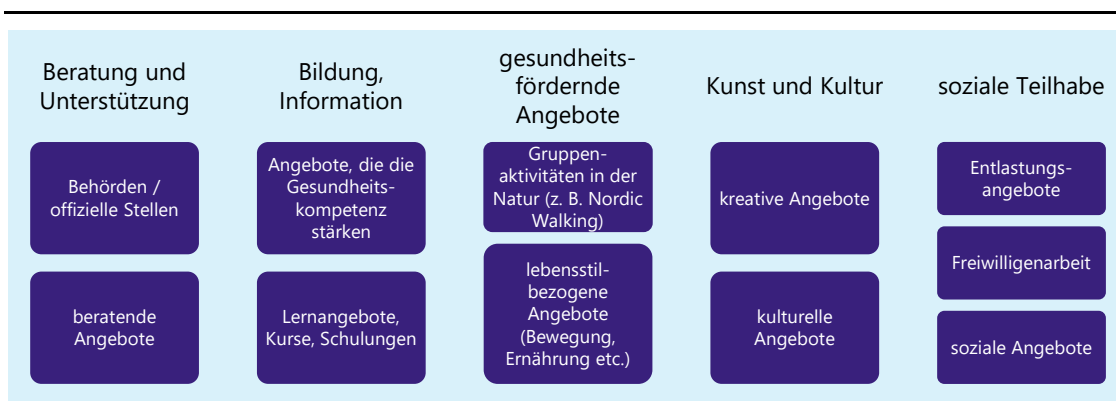 Beratung und
Unterstützung
Behörden /
offizielle Stellen
beratende
Angebote
Bildung,
Information
Angebote, die die
Gesundheits-
kompetenz
stärken
Lernangebote,
Kurse, Schulungen
gesundheits-
fördernde
Angebote
Gruppen-
aktivitäten in der
Natur (z. B. Nordic
Walking)
lebensstil-
bezogene
Angebote
(Bewegung,
Ernährung etc.)
Kunst und Kultur
kreative Angebote
kulturelle
Angebote
soziale Teilhabe
Entlastungs-
angebote
Freiwilligenarbeit
soziale Angebote